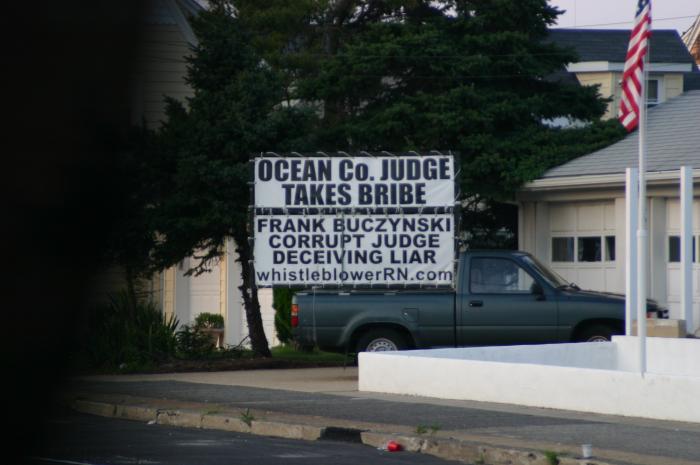 OCEAN Co. JUDGE
TAKES BRIBE
FRANK BUCZYNSKI
CORRUPT JUDGE
DECEIVING LIAR
whistleblowerRN.com